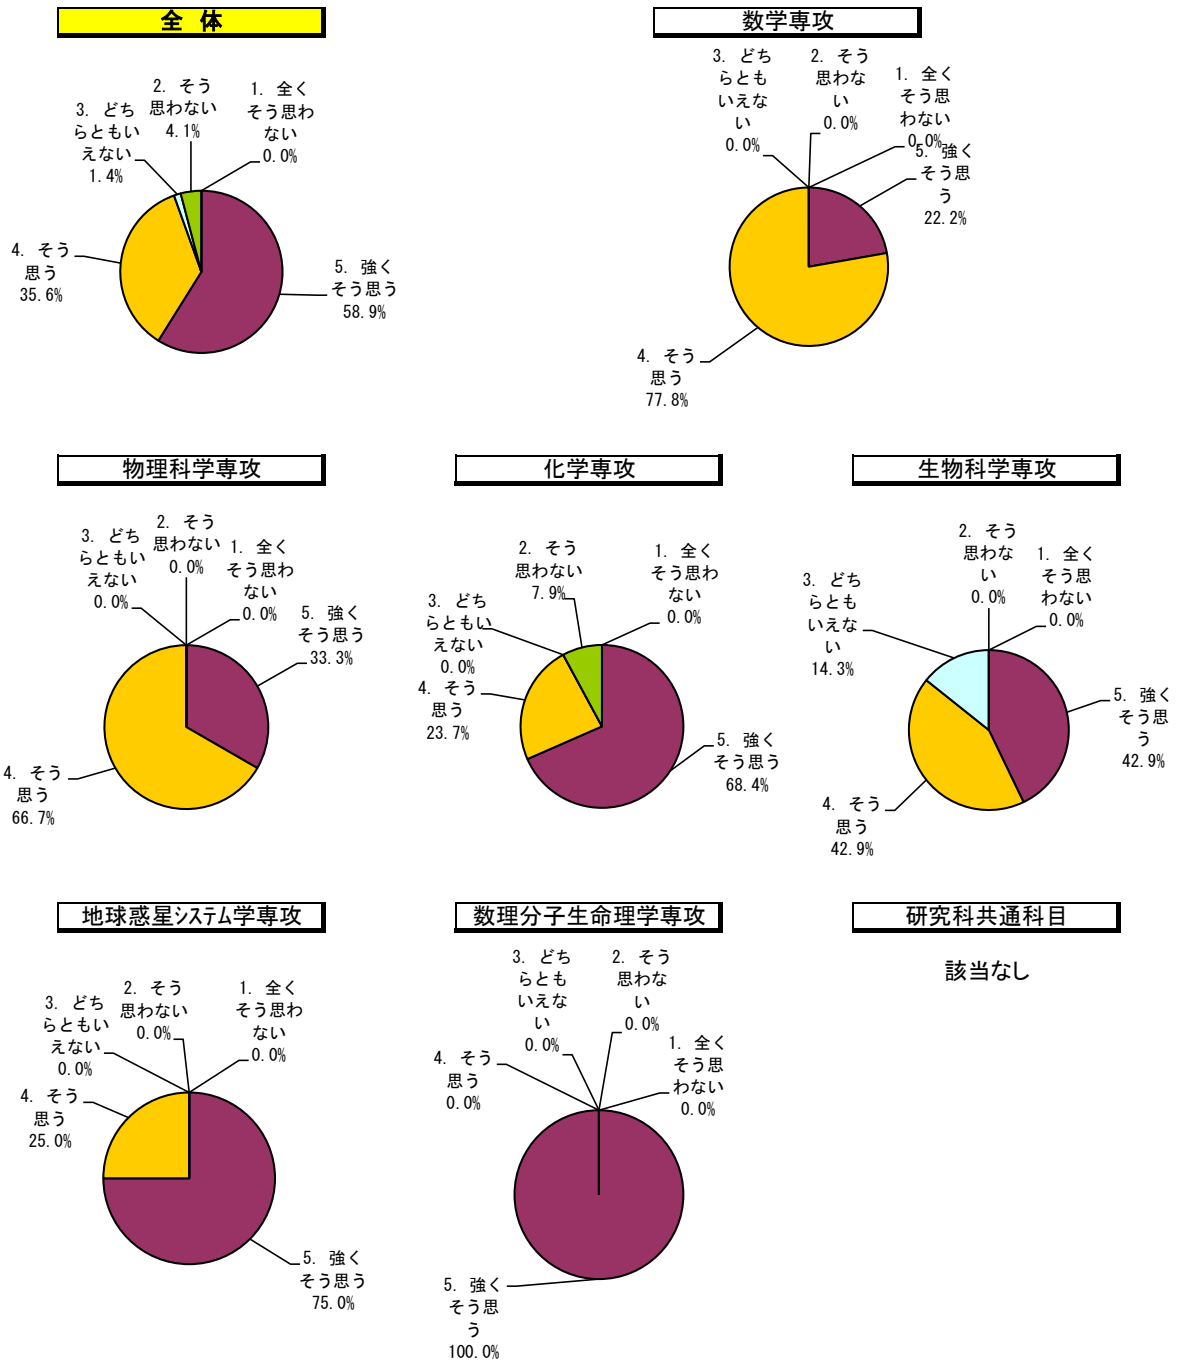 全 体
2. そう
思わない
4.1%
1. 全く
そう思わ
ない
0.0%
3. どち
らともい
えない
1.4%
4. そう
思う
35.6%
5. 強く
そう思う
58.9%
数学専攻
3. どち
らとも
いえな
い
0.0%
2. そう
思わな
い
0.0%
1. 全く
そう思
わない
0.0%
5. 強く
そう思
う
22.2%
4. そう
思う
77.8%
物理科学専攻
3. どち
らともい
えない
0.0%
2. そう
思わない
0.0%
1. 全く
そう思わ
ない
0.0%
5. 強く
そう思う
33.3%
4. そう
思う
66.7%
化学専攻
2. そう
思わない
7.9%
1. 全く
そう思わ
ない
0.0%
3. どち
らともい
えない
0.0%
4. そう
思う
23.7%
5. 強く
そう思う
68.4%
生物科学専攻
2. そう
思わな
い
0.0%
1. 全く
そう思
わない
0.0%
3. どち
らとも
いえな
い
14.3%
5. 強く
そう思
う
42.9%
4. そう
思う
42.9%
地球惑星システム学専攻
3. どち
らともい
えない
0.0%
2. そう
思わない
0.0%
1. 全く
そう思わ
ない
0.0%
4. そう
思う
25.0%
5. 強く
そう思う
75.0%
数理分子生命理学専攻
3. どち
らとも
いえな
い
0.0%
2. そう
思わな
い
0.0%
4. そう
思う
0.0%
1. 全く
そう思
わない
0.0%
5. 強く
そう思
う
100.0%
研究科共通科目
該当なし